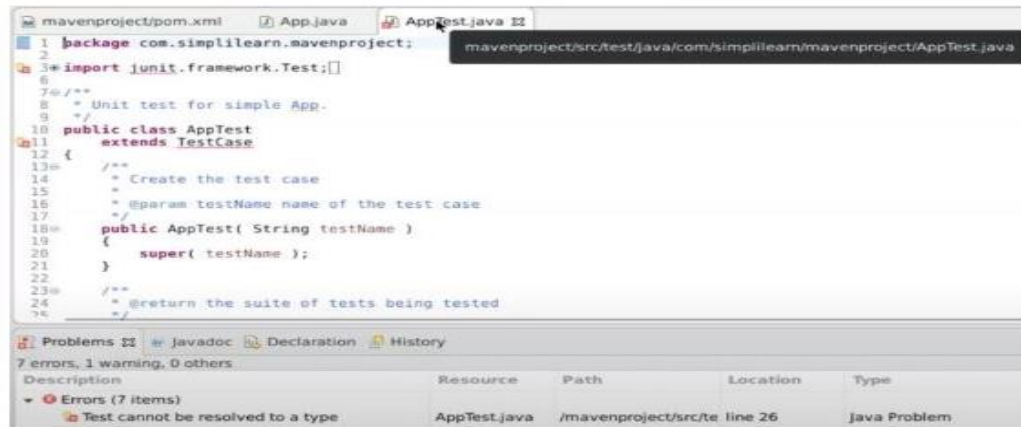 mavenproject/pom.xml App.java AppTest.java
1 package com.simplilearn.mavenproject;
mavenproject/src/test/java/com/simplilearn/mavenproject/AppTest.java
2
3 import junit.framework.Test;
6
7 /**
8 * Unit test for simple App.
9 */
10 public class AppTest
11 extends TestCase
12 {
13 /**
14 * Create the test case
15 *
16 * @param testName name of the test case
17 */
18 public AppTest( String testName )
19 {
20 super( testName );
21 }
22
23 /**
24 * @return the suite of tests being tested
25 */
Problems Javadoc Declaration History
7 errors, 1 warning, 0 others
Description Resource Path Location Type
Errors (7 items)
Test cannot be resolved to a type AppTest.java /mavenproject/src/te line 26 Java Problem